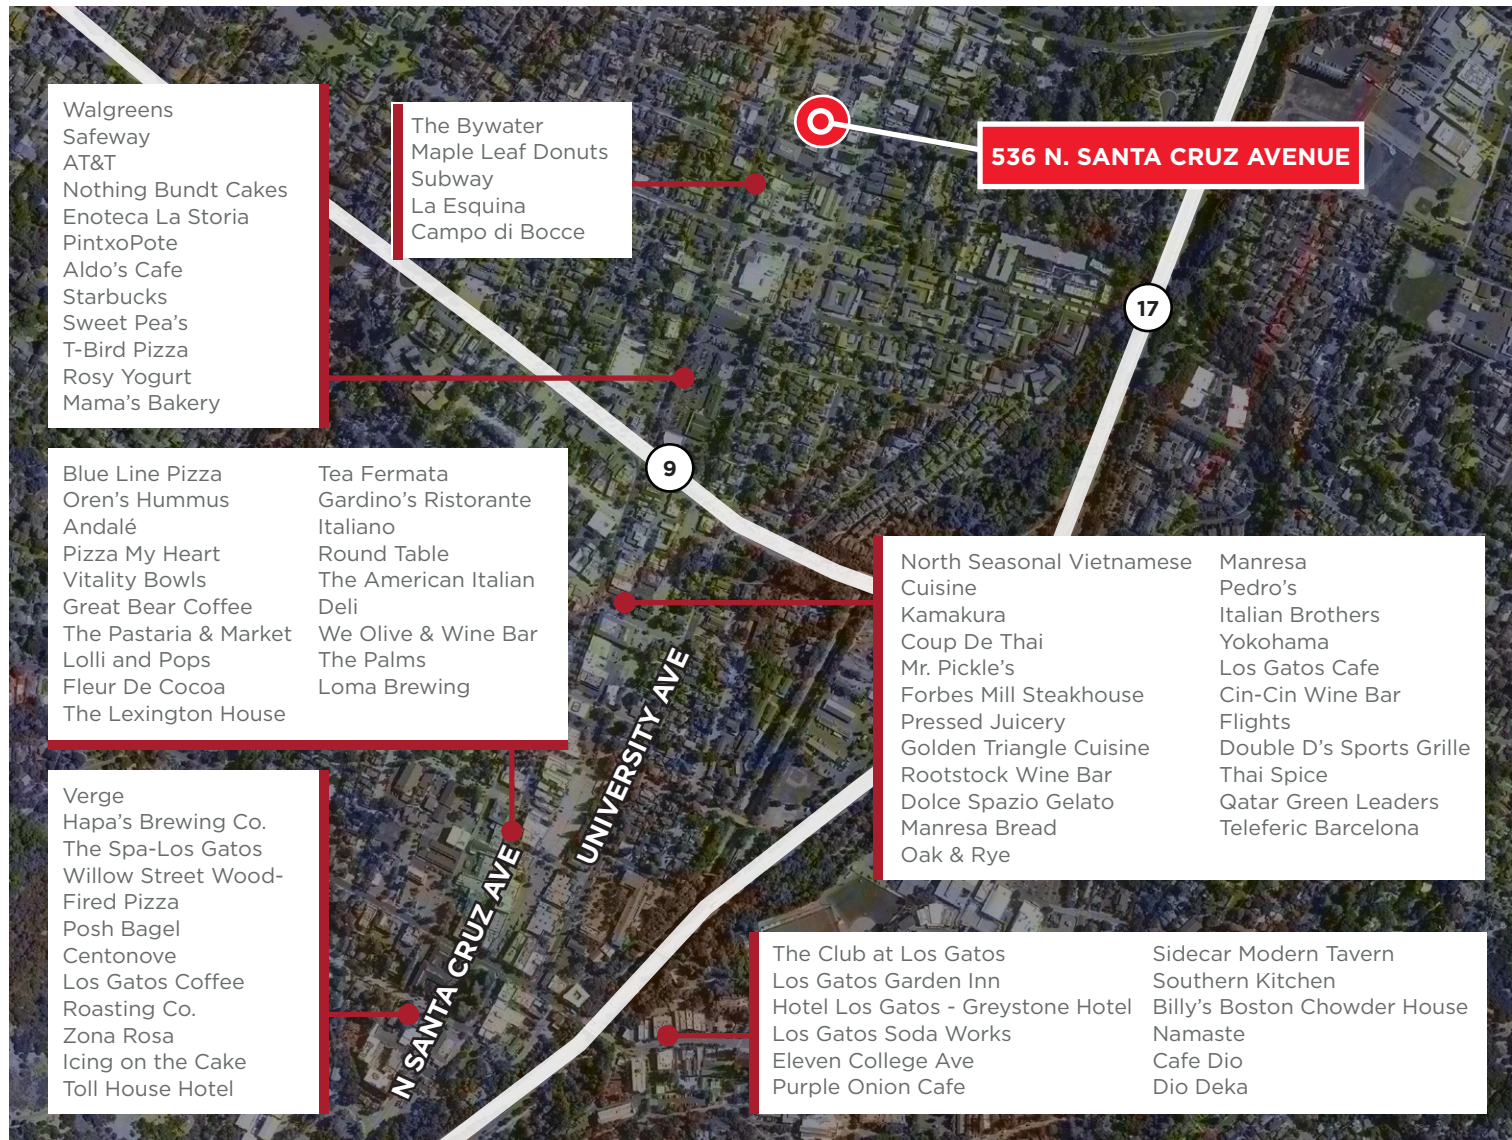 Walgreens
Safeway
AT&T
Nothing Bundt Cakes
Enoteca La Storia
PintxoPote
Aldo's Cafe
Starbucks
Sweet Pea's
T-Bird Pizza
Rosy Yogurt
Mama's Bakery
The Bywater
Maple Leaf Donuts
Subway
La Esquina
Campo di Bocce
536 N. SANTA CRUZ AVENUE
17
9
Blue Line Pizza
Oren's Hummus
Andalé
Pizza My Heart
Vitality Bowls
Great Bear Coffee
The Pastaria & Market
Lolli and Pops
Fleur De Cocoa
The Lexington House
Tea Fermata
Gardino's Ristorante
Italiano
Round Table
The American Italian
Deli
We Olive & Wine Bar
The Palms
Loma Brewing
UNIVERSITY AVE
North Seasonal Vietnamese
Cuisine
Kamakura
Coup De Thai
Mr. Pickle's
Forbes Mill Steakhouse
Pressed Juicery
Golden Triangle Cuisine
Rootstock Wine Bar
Dolce Spazio Gelato
Manresa Bread
Oak & Rye
Manresa
Pedro's
Italian Brothers
Yokohama
Los Gatos Cafe
Cin-Cin Wine Bar
Flights
Double D's Sports Grille
Thai Spice
Qatar Green Leaders
Teleferic Barcelona
Verge
Hapa's Brewing Co.
The Spa-Los Gatos
Willow Street Wood-
Fired Pizza
Posh Bagel
Centonove
Los Gatos Coffee
Roasting Co.
Zona Rosa
Icing on the Cake
Toll House Hotel
N SANTA CRUZ AVE
The Club at Los Gatos
Los Gatos Garden Inn
Hotel Los Gatos - Greystone Hotel
Los Gatos Soda Works
Eleven College Ave
Purple Onion Cafe
Sidecar Modern Tavern
Southern Kitchen
Billy's Boston Chowder House
Namaste
Cafe Dio
Dio Deka